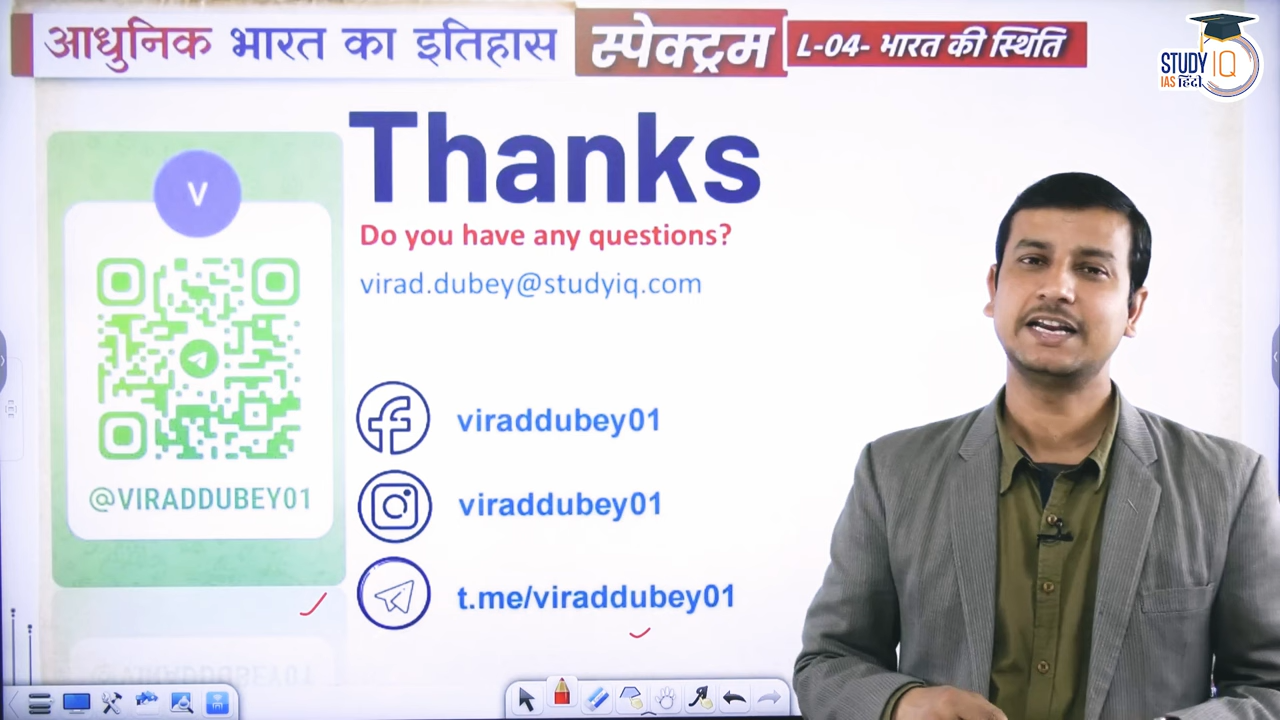 आधुनिक भारत का इतिहास
स्पेक्ट्रम
L-04- भारत की स्थिति
STUDY IQ
IAS हिंदी
V
@VIRADDUBEY01
Thanks
Do you have any questions?
virad.dubey@studyiq.com
viraddubey01
viraddubey01
t.me/viraddubey01